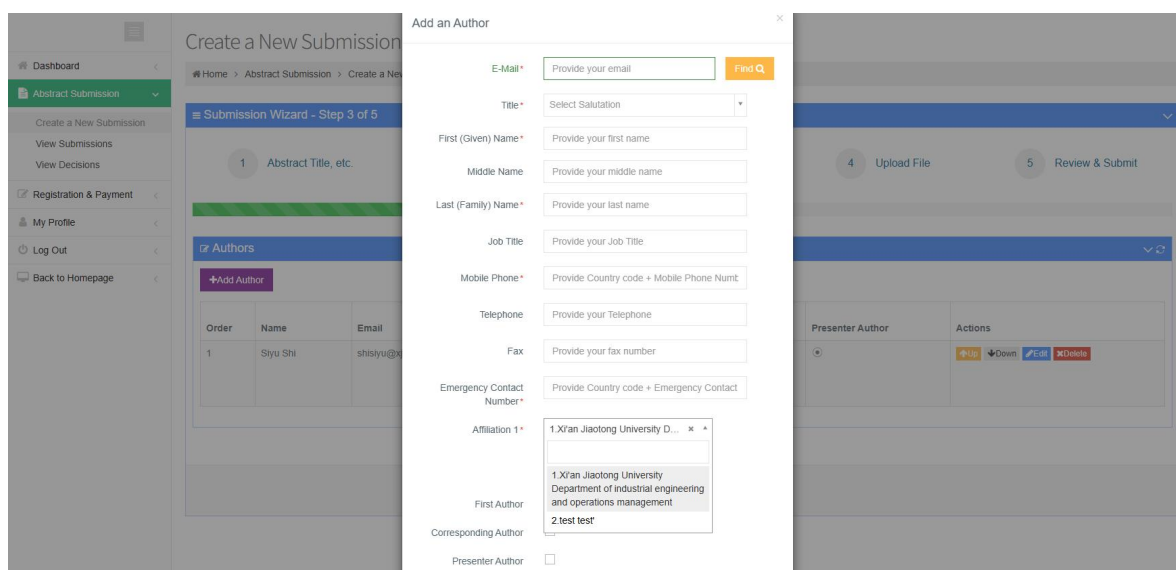 Add an Author
×
Create a New Submission
Dashboard
Home > Abstract Submission > Create a New
Abstract Submission
Create a New Submission
View Submissions
View Decisions
Registration & Payment
My Profile
Log Out
Back to Homepage
Submission Wizard - Step 3 of 5
1 Abstract Title, etc.
4 Upload File
5 Review & Submit
Authors
+Add Author
Order Name Email Presenter Author Actions
1 Siyu Shi shisiyu@x Up Down Edit Delete
E-Mail* Provide your email Find
Title* Select Salutation
First (Given) Name* Provide your first name
Middle Name Provide your middle name
Last (Family) Name* Provide your last name
Job Title Provide your Job Title
Mobile Phone* Provide Country code + Mobile Phone Numb
Telephone Provide your Telephone
Fax Provide your fax number
Emergency Contact Provide Country code + Emergency Contact
Number*
Affiliation 1* 1.Xi'an Jiaotong University D... ×
1.Xi'an Jiaotong University
Department of industrial engineering
and operations management
2.test test'
First Author
Corresponding Author
Presenter Author